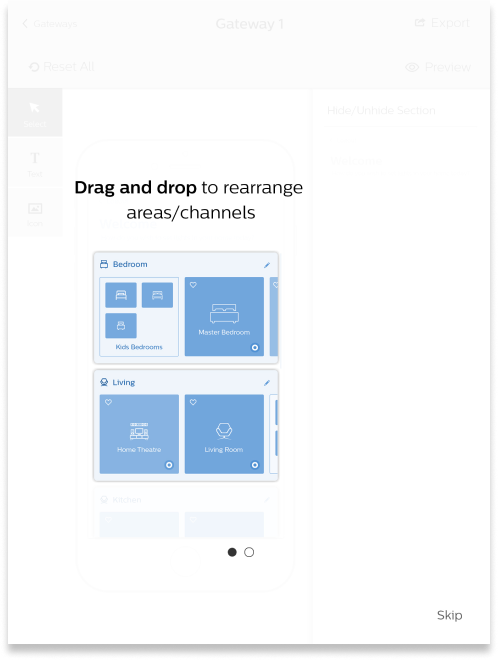 Gateways
Gateway 1
Export
Reset All
Preview
Select
Hide/Unhide Section
T
Text
Drag and drop to rearrange
areas/channels
Bedroom
Kids Bedrooms
Master Bedroom
Living
Home Theatre
Living Room
Kitchen
Skip